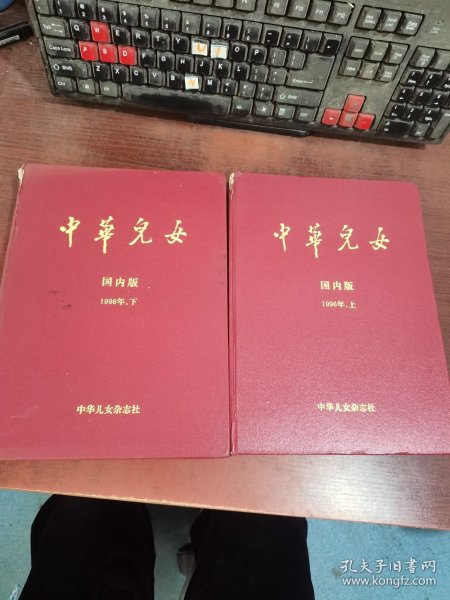 中華兒女
国内版
1996年.下
中华儿女杂志社
中華兒女
国内版
1996年.上
中华儿女杂志社
孔夫子旧书网
www.kongfz.com